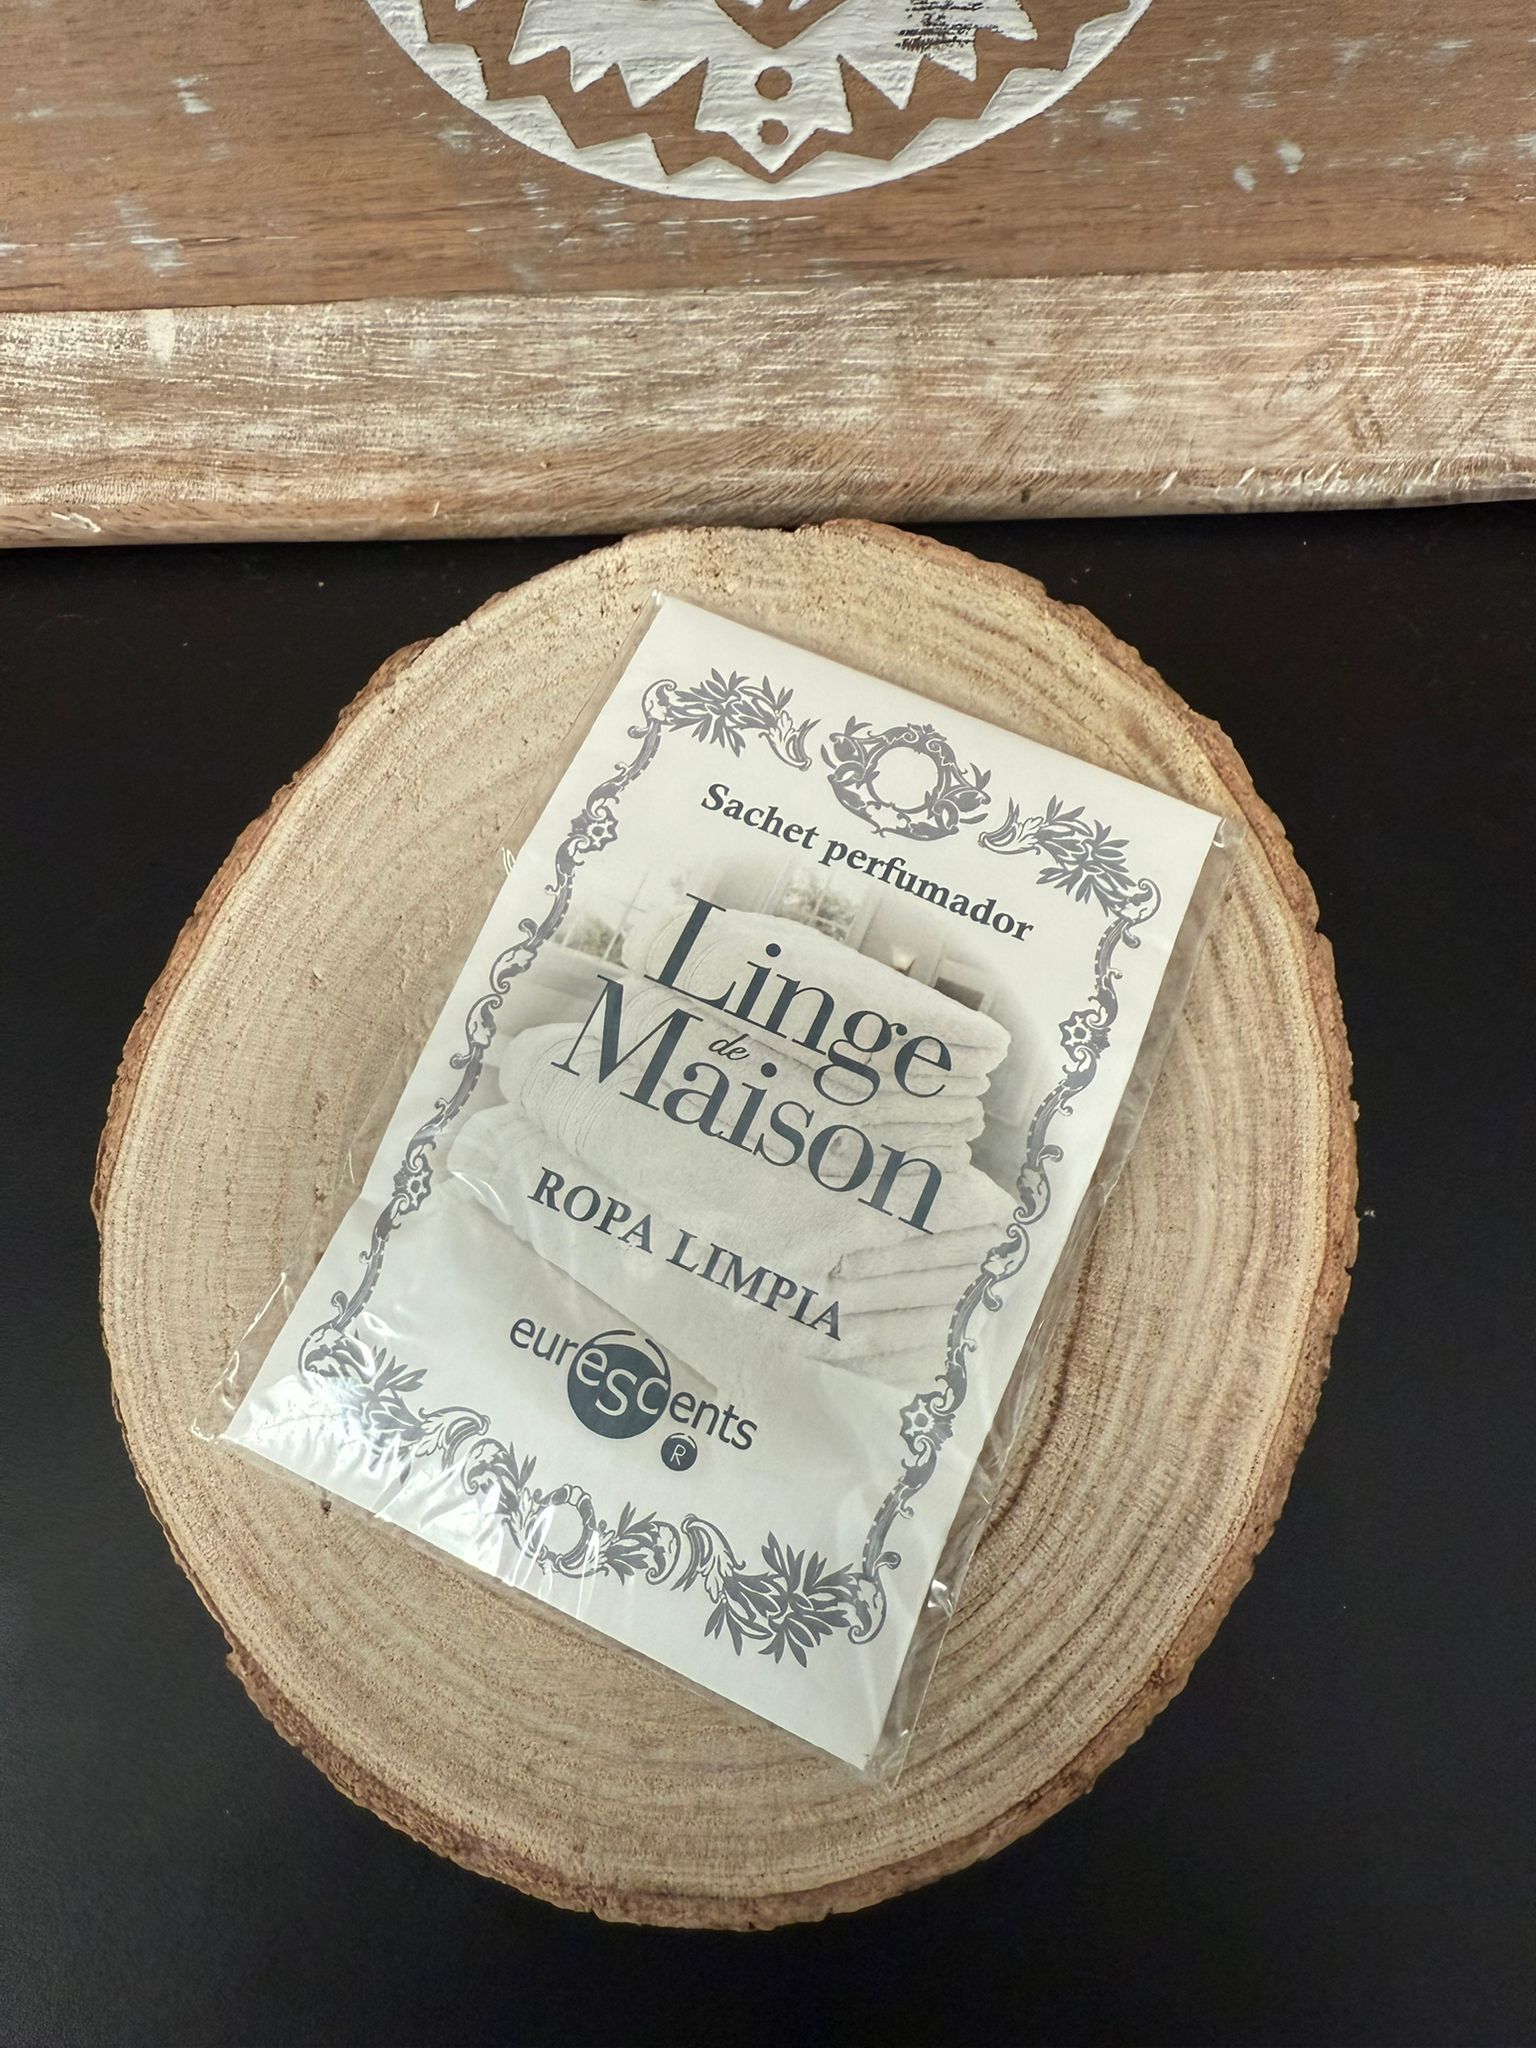 Sachet perfumador
Linge
de
Maison
ROPA LIMPIA
eurescents
R